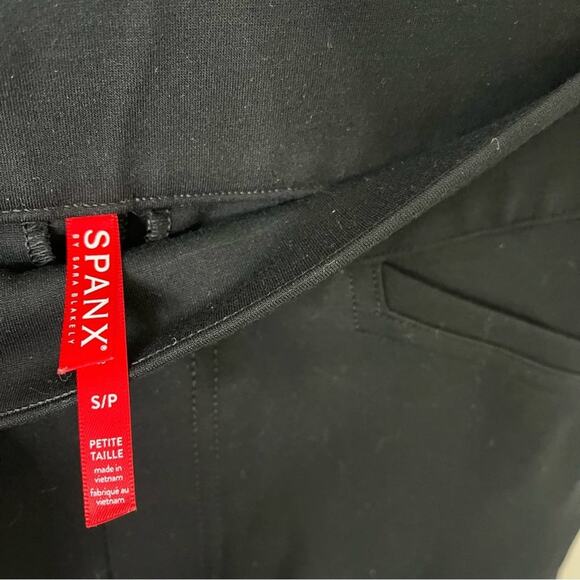 SPANX®
BY SARA BLAKELY
S/P
PETITE
TAILLE
made in
vietnam
fabriqué au
vietnam